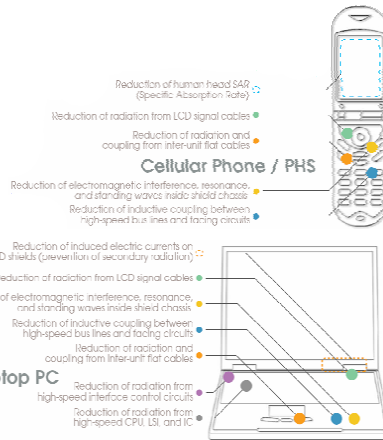 Reduction of human head SAR
(Specific Absorption Rate)
Reduction of radiation from LCD signal cables
Reduction of radiation and
coupling from inter-unit flat cables
Cellular Phone / PHS
Reduction of electromagnetic interference, resonance,
and standing waves inside shield chassis
Reduction of inductive coupling between
high-speed bus lines and facing circuits
Reduction of induced electric currents on
D shields (prevention of secondary radiation)
eduction of radiation from LCD signal cables
of electromagnetic interference, resonance,
and standing waves inside shield chassis
Reduction of inductive coupling between
high-speed bus lines and facing circuits
Reduction of radiation and
coupling from inter-unit flat cables
top PC
Reduction of radiation from
high-speed interface control circuits
Reduction of radiation from
high-speed CPU, LSI, and IC